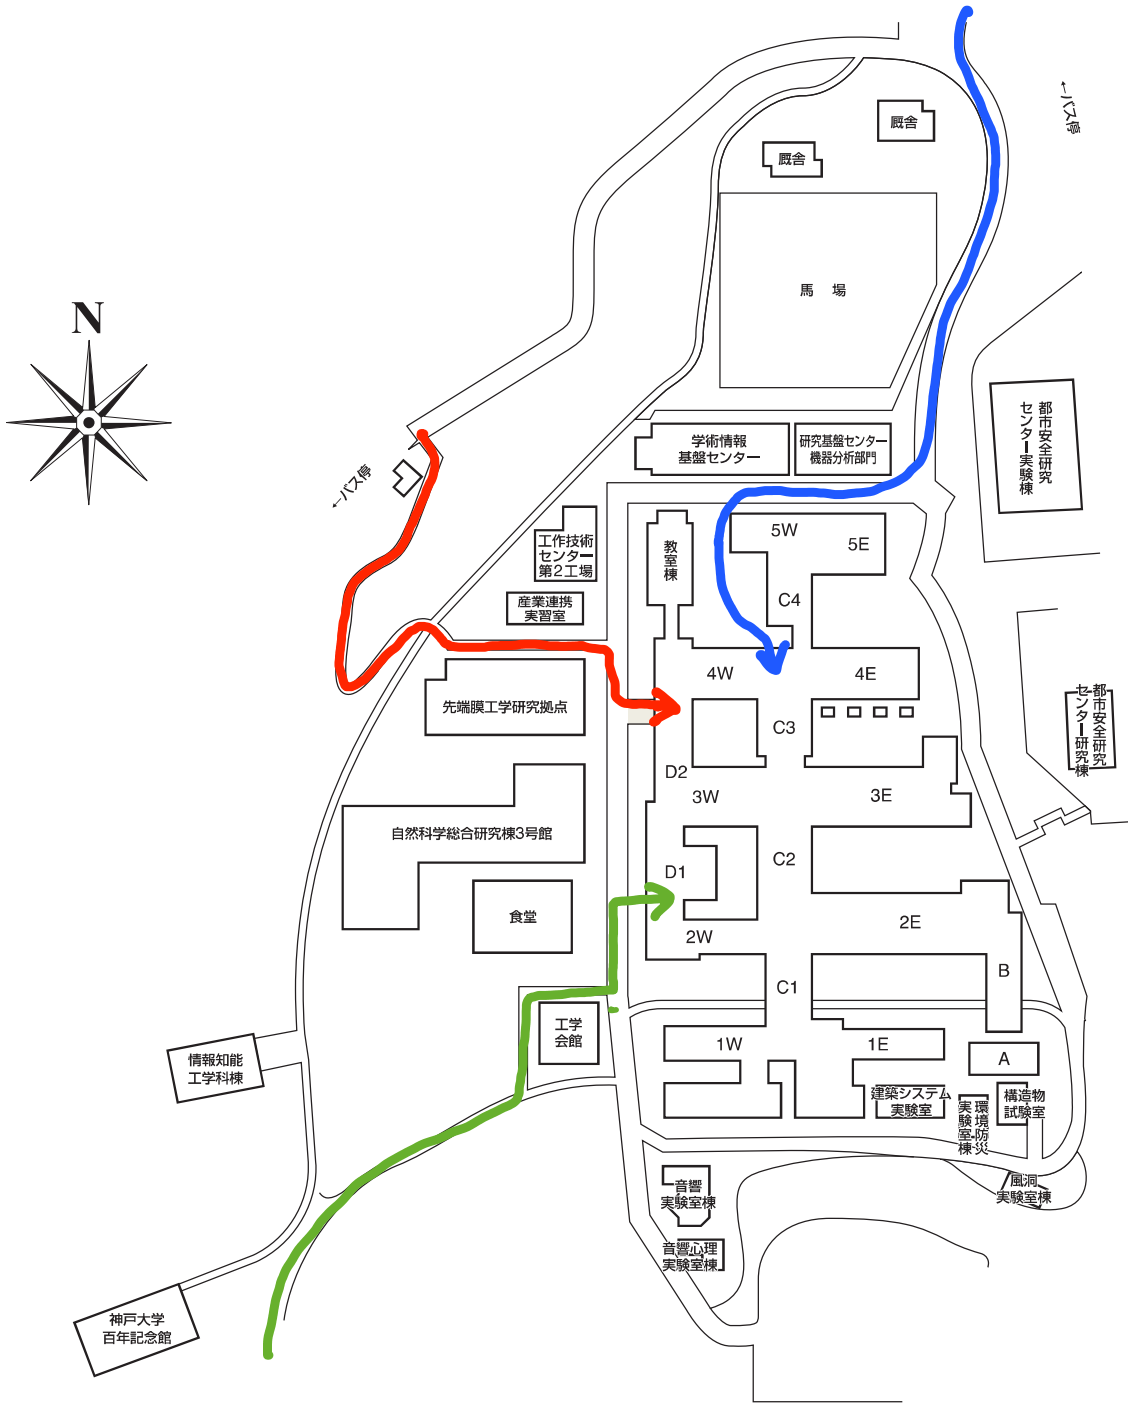 ←バス停
厩舎
厩舎
馬　場
N
都市安全研究
センター実験棟
学術情報
基盤センター
研究基盤センター
機器分析部門
←バス停
工作技術
センター
第2工場
教室棟
5W
5E
産業連携
実習室
C4
4W
4E
先端膜工学研究拠点
C3
都市安全研究
センター研究棟
D2
3W
3E
自然科学総合研究棟3号館
C2
D1
食堂
2W
2E
C1
B
工学
会館
1W
1E
A
情報知能
工学科棟
建築システム
実験室
環境防災
実験室棟
構造物
試験室
音響
実験室棟
風洞
実験室棟
音響心理
実験室棟
神戸大学
百年記念館